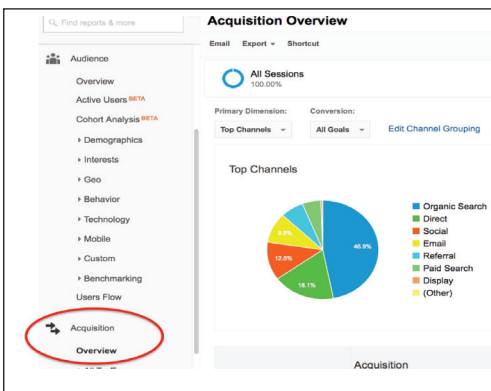 Find reports & more
Audience
Overview
Active Users BETA
Cohort Analysis BETA
Demographics
Interests
Geo
Behavior
Technology
Mobile
Custom
Benchmarking
Users Flow
Acquisition
Overview
Acquisition Overview
Email Export Shortcut
All Sessions
100.00%
Primary Dimension: Conversion:
Top Channels All Goals Edit Channel Grouping
Top Channels
46.9%
18.1%
12.5%
Organic Search
Direct
Social
Email
Referral
Paid Search
Display
(Other)
Acquisition